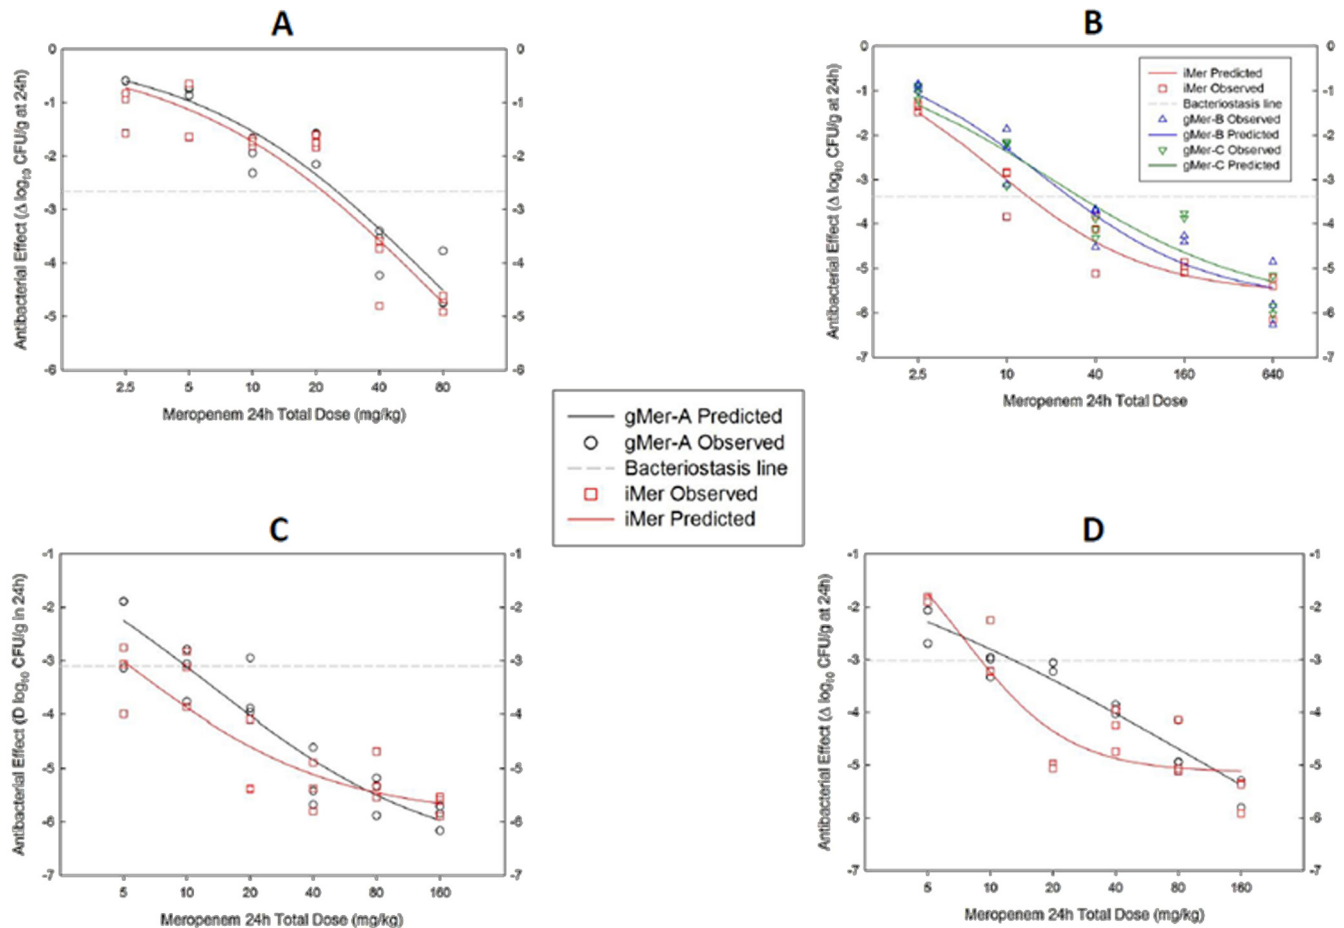 A
0 0
-1 -1
-2 -2
-3 -3
-4 -4
-5 -5
-6 -6
2.5 5 10 20 40 80
Antibacterial Effect (Δ log10 CFU/g at 24h)
Meropenem 24h Total Dose (mg/kg)
B
0 0
-1 -1
-2 -2
-3 -3
-4 -4
-5 -5
-6 -6
-7 -7
2.5 10 40 160 640
Antibacterial Effect (Δ log10 CFU/g at 24h)
Meropenem 24h Total Dose
iMer Predicted
iMer Observed
Bacteriostasis line
gMer-B Observed
gMer-B Predicted
gMer-C Observed
gMer-C Predicted
gMer-A Predicted
gMer-A Observed
Bacteriostasis line
iMer Observed
iMer Predicted
C
-1 -1
-2 -2
-3 -3
-4 -4
-5 -5
-6 -6
-7 -7
5 10 20 40 80 160
Antibacterial Effect (D log10 CFU/g in 24h)
Meropenem 24h Total Dose (mg/kg)
D
-1 -1
-2 -2
-3 -3
-4 -4
-5 -5
-6 -6
-7 -7
5 10 20 40 80 160
Antibacterial Effect (Δ log10 CFU/g at 24h)
Meropenem 24h Total Dose (mg/kg)